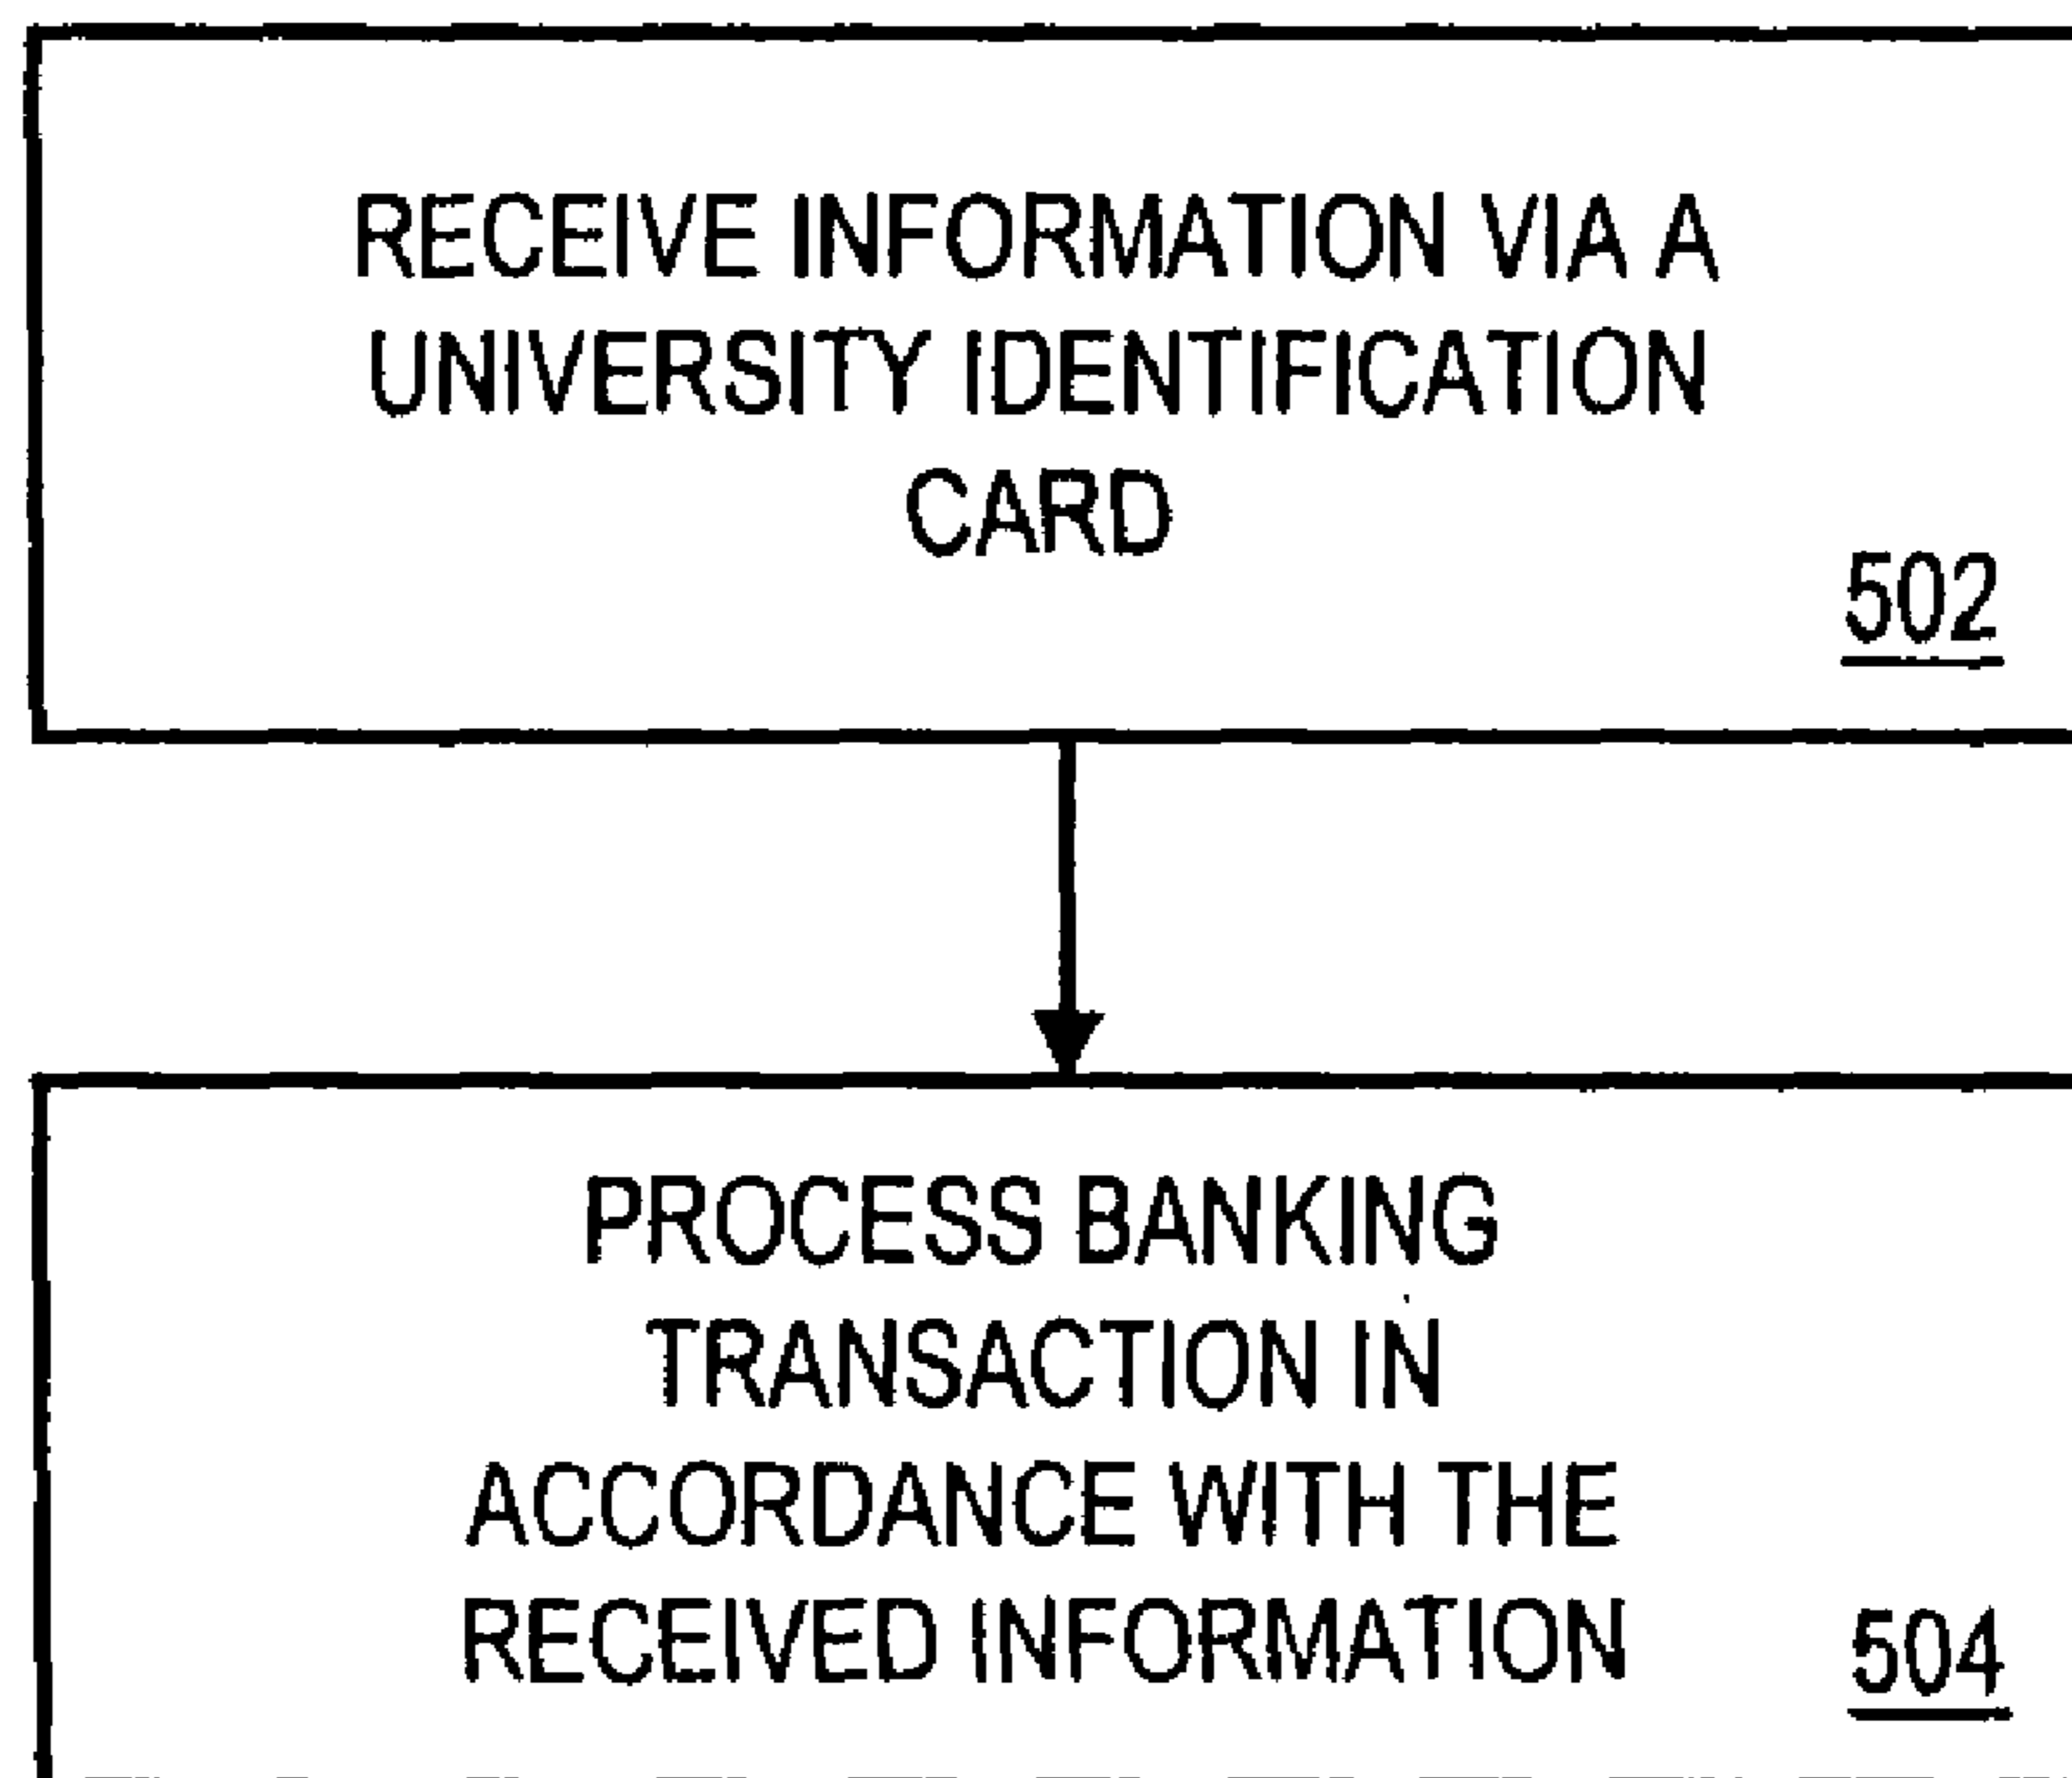 RECEIVE INFORMATION VIA A
UNIVERSITY IDENTIFICATION
CARD
502
PROCESS BANKING
TRANSACTION IN
ACCORDANCE WITH THE
RECEIVED INFORMATION
504